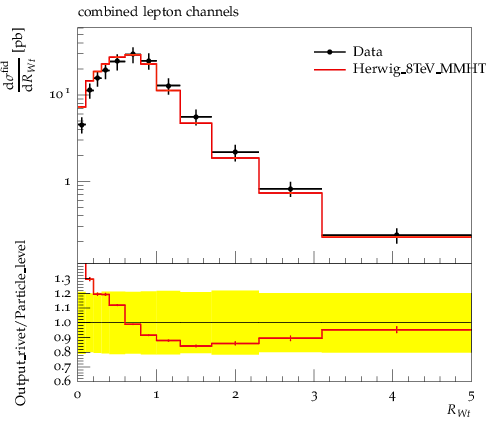 combined lepton channels
dσ^fid/dR_Wt [pb]
Data
Herwig_8TeV_MMHT
10^1
1
Output_rivet/Particle_level
1.3
1.2
1.1
1.0
0.9
0.8
0.7
0.6
0 1 2 3 4 5
R_Wt